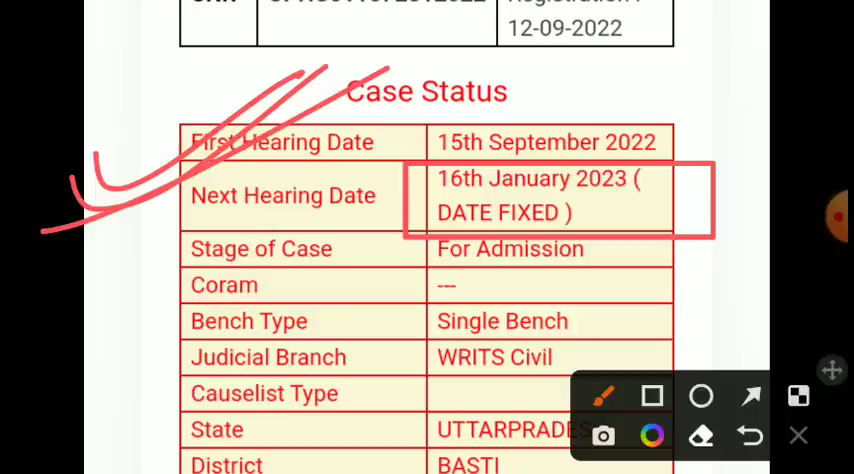 12-09-2022
Case Status
First Hearing Date 15th September 2022
Next Hearing Date 16th January 2023 (
DATE FIXED )
Stage of Case For Admission
Coram ---
Bench Type Single Bench
Judicial Branch WRITS Civil
Causelist Type
State UTTARPRADES
District BASTI